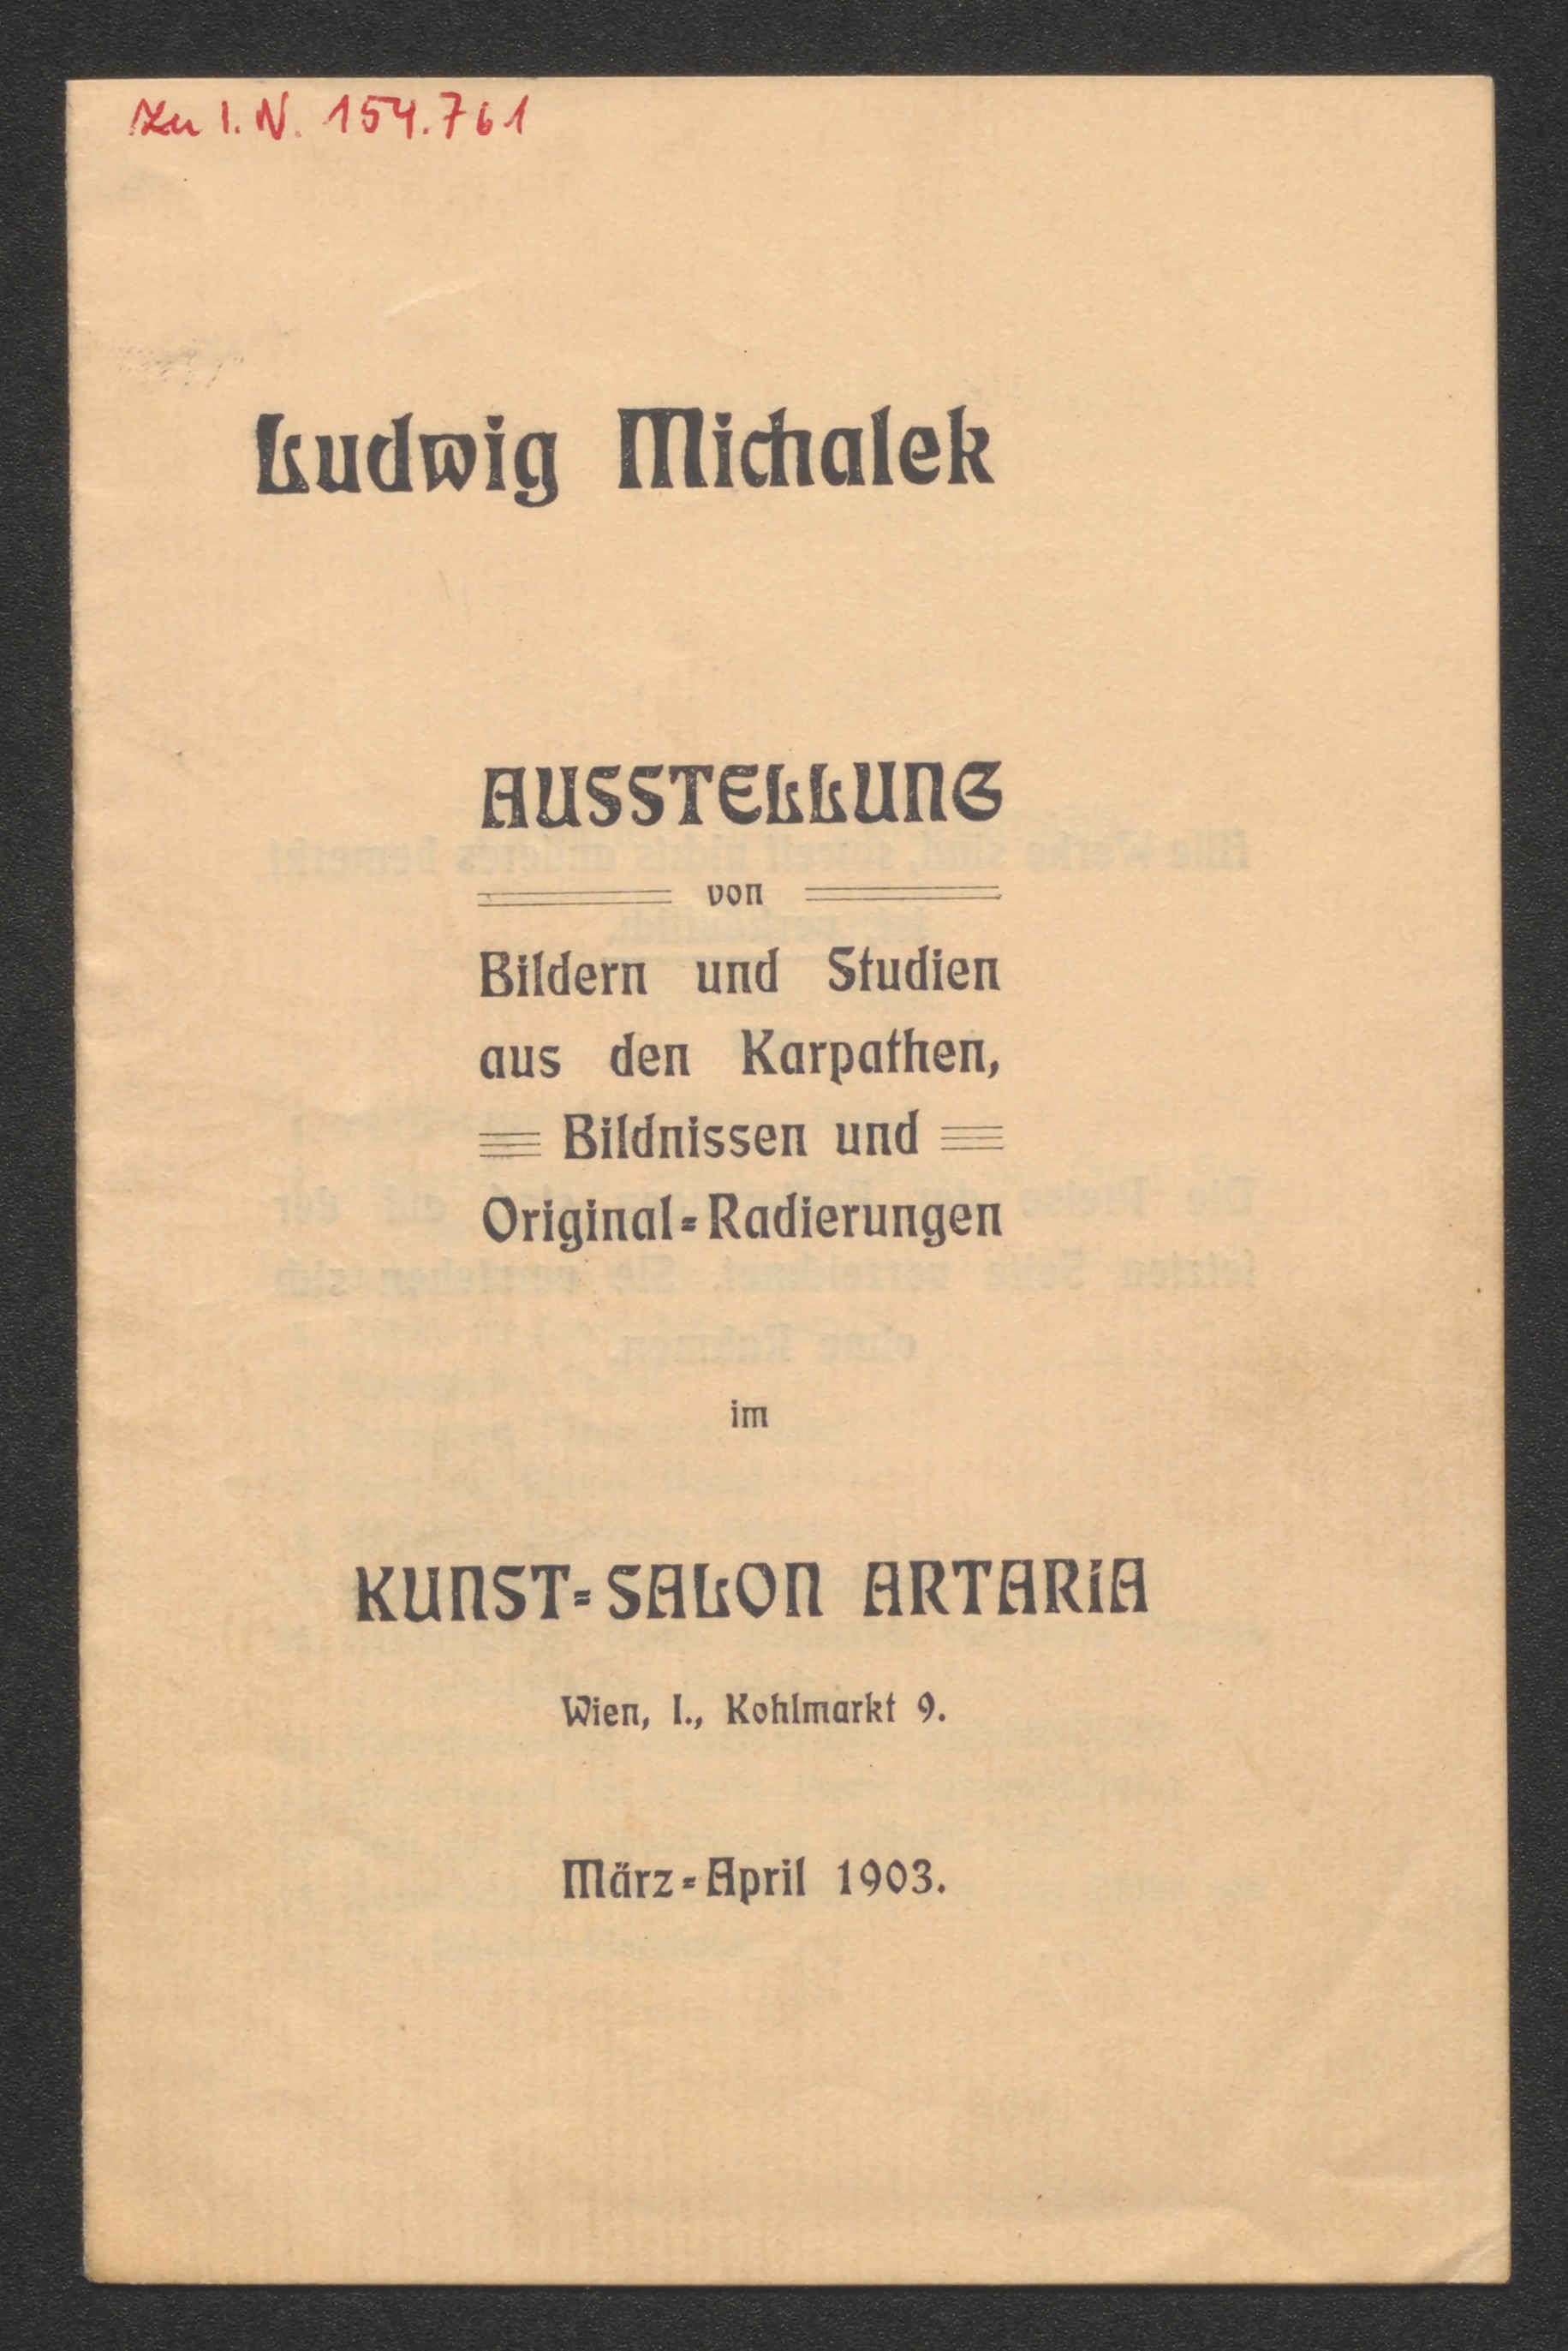 Zu I. N. 154.761
Ludwig Michalek
AUSSTELLUNG
von
Bildern und Studien
aus den Karpathen,
Bildnissen und
Original=Radierungen
im
KUNST=SALON ARTARIA
Wien, I., Kohlmarkt 9.
März=April 1903.